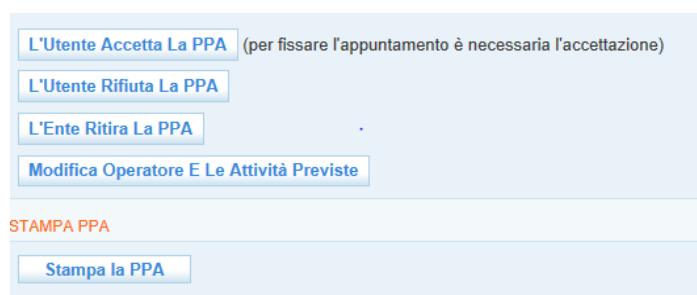 L'Utente Accetta La PPA (per fissare l'appuntamento è necessaria l'accettazione)
L'Utente Rifiuta La PPA
L'Ente Ritira La PPA
Modifica Operatore E Le Attività Previste
STAMPA PPA
Stampa la PPA